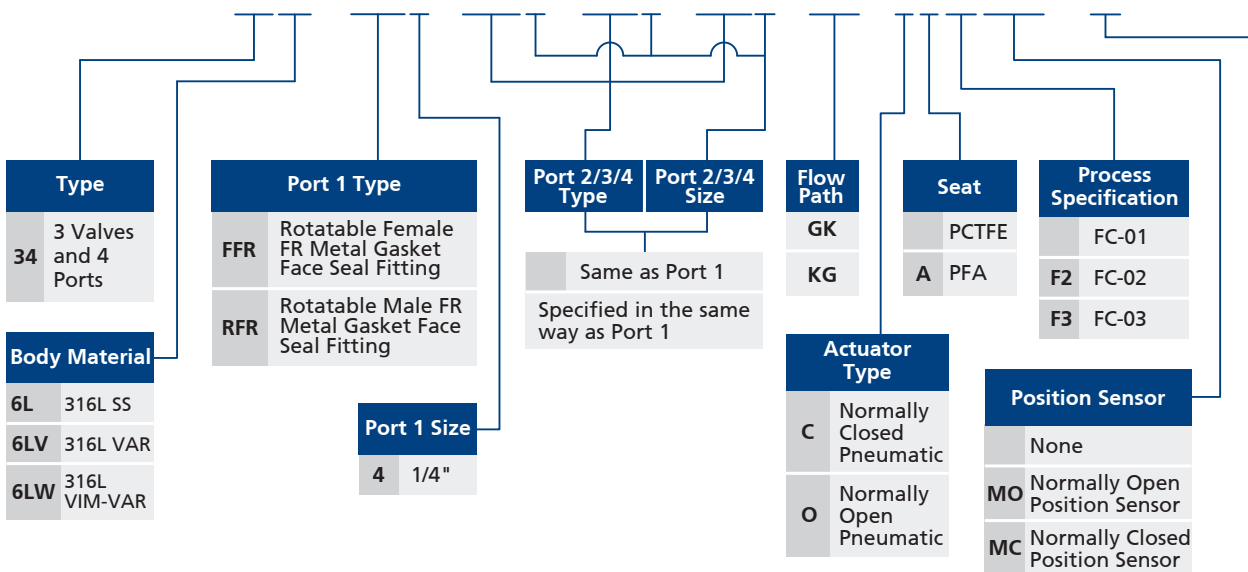 Type
34
3 Valves
and 4
Ports
Body Material
6L 316L SS
6LV 316L VAR
6LW 316L
VIM-VAR
Port 1 Type
FFR
Rotatable Female
FR Metal Gasket
Face Seal Fitting
RFR
Rotatable Male FR
Metal Gasket Face
Seal Fitting
Port 1 Size
4 1/4"
Port 2/3/4
Type
Port 2/3/4
Size
Same as Port 1
Specified in the same
way as Port 1
Flow
Path
GK
KG
Actuator
Type
C
Normally
Closed
Pneumatic
O
Normally
Open
Pneumatic
Seat
PCTFE
A PFA
Process
Specification
FC-01
F2 FC-02
F3 FC-03
Position Sensor
None
MO Normally Open
Position Sensor
MC Normally Closed
Position Sensor